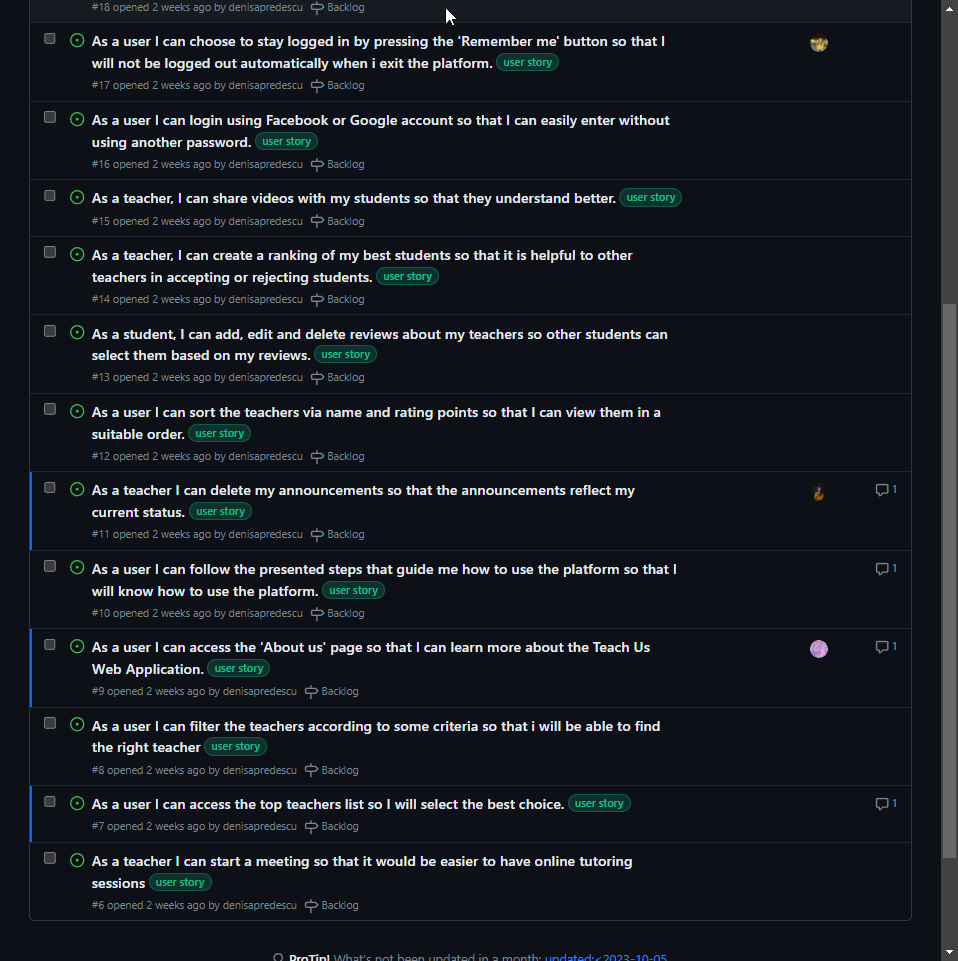 #18 opened 2 weeks ago by denisapredescu Backlog
As a user I can choose to stay logged in by pressing the 'Remember me' button so that I
will not be logged out automatically when i exit the platform. user story
#17 opened 2 weeks ago by denisapredescu Backlog
As a user I can login using Facebook or Google account so that I can easily enter without
using another password. user story
#16 opened 2 weeks ago by denisapredescu Backlog
As a teacher, I can share videos with my students so that they understand better. user story
#15 opened 2 weeks ago by denisapredescu Backlog
As a teacher, I can create a ranking of my best students so that it is helpful to other
teachers in accepting or rejecting students. user story
#14 opened 2 weeks ago by denisapredescu Backlog
As a student, I can add, edit and delete reviews about my teachers so other students can
select them based on my reviews. user story
#13 opened 2 weeks ago by denisapredescu Backlog
As a user I can sort the teachers via name and rating points so that I can view them in a
suitable order. user story
#12 opened 2 weeks ago by denisapredescu Backlog
As a teacher I can delete my announcements so that the announcements reflect my 1
current status. user story
#11 opened 2 weeks ago by denisapredescu Backlog
As a user I can follow the presented steps that guide me how to use the platform so that I 1
will know how to use the platform. user story
#10 opened 2 weeks ago by denisapredescu Backlog
As a user I can access the 'About us' page so that I can learn more about the Teach Us 1
Web Application. user story
#9 opened 2 weeks ago by denisapredescu Backlog
As a user I can filter the teachers according to some criteria so that i will be able to find
the right teacher user story
#8 opened 2 weeks ago by denisapredescu Backlog
As a user I can access the top teachers list so I will select the best choice. user story 1
#7 opened 2 weeks ago by denisapredescu Backlog
As a teacher I can start a meeting so that it would be easier to have online tutoring
sessions user story
#6 opened 2 weeks ago by denisapredescu Backlog
ProTip! What's not been updated in a month: updated:<2023-10-05.